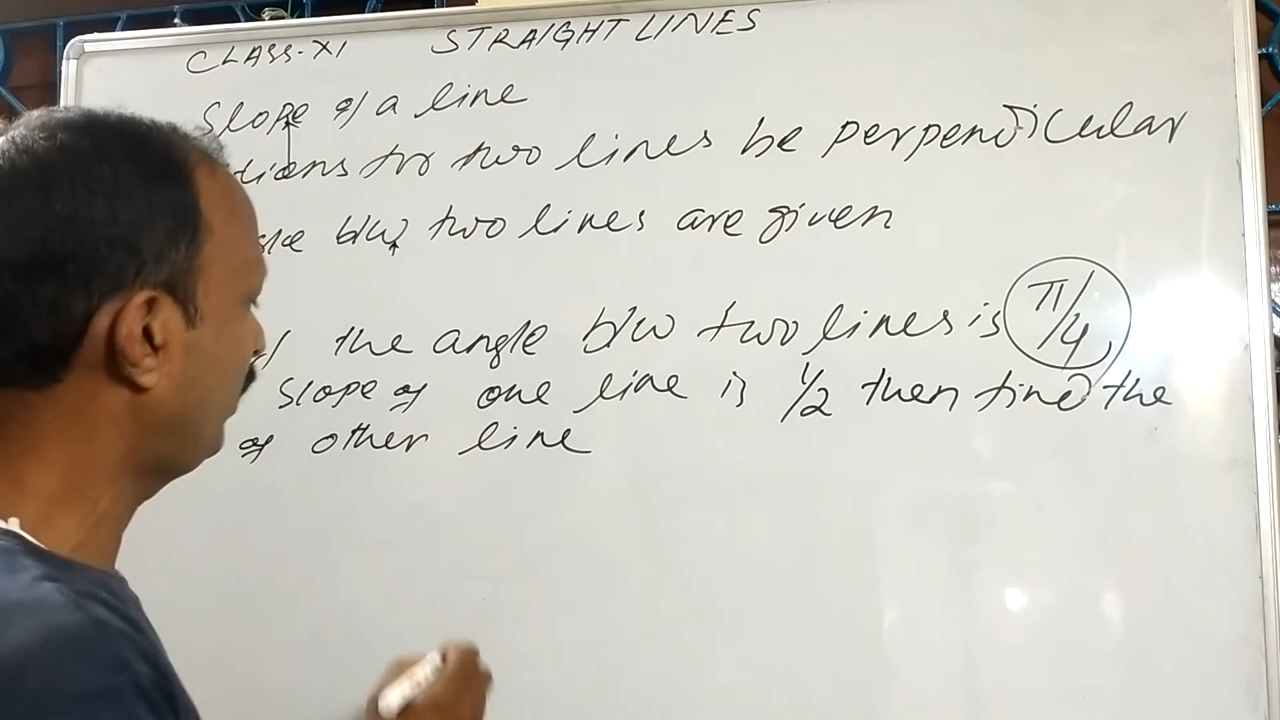 CLASS-XI STRAIGHT LINES
Slope of a line
tions for two lines be perpendicular
b/w two lines are given
the angle b/w two lines is π/4
slope of one line is 1/2 then find the
of other line